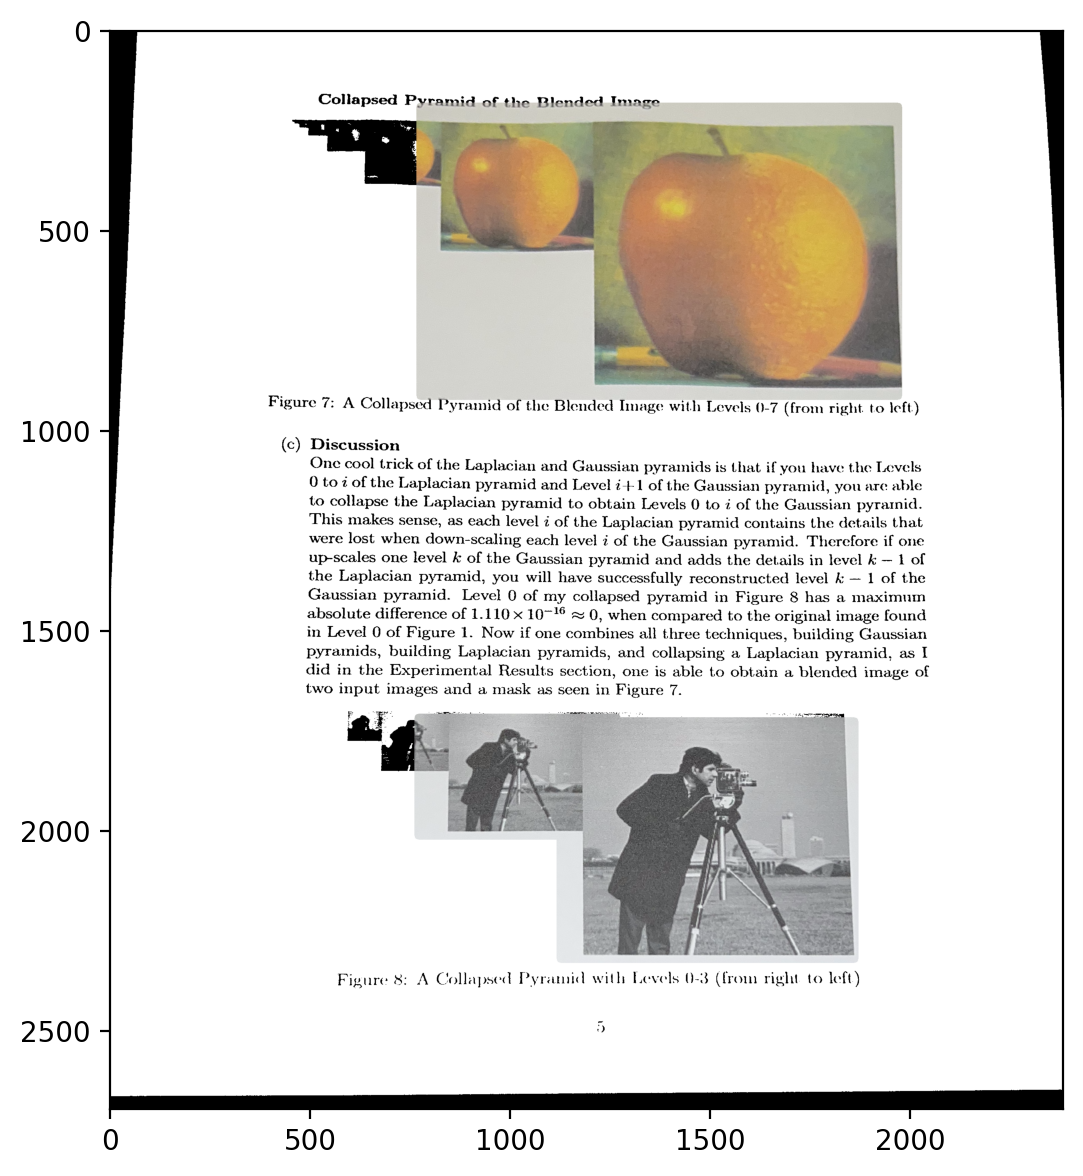 0
500
1000
1500
2000
2500
0
500
1000
1500
2000
Collapsed Pyramid of the Blended Image
Figure 7: A Collapsed Pyramid of the Blended Image with Levels 0-7 (from right to left)
(c) Discussion
One cool trick of the Laplacian and Gaussian pyramids is that if you have the Levels
0 to i of the Laplacian pyramid and Level i+1 of the Gaussian pyramid, you are able
to collapse the Laplacian pyramid to obtain Levels 0 to i of the Gaussian pyramid.
This makes sense, as each level i of the Laplacian pyramid contains the details that
were lost when down-scaling each level i of the Gaussian pyramid. Therefore if one
up-scales one level k of the Gaussian pyramid and adds the details in level k − 1 of
the Laplacian pyramid, you will have successfully reconstructed level k − 1 of the
Gaussian pyramid. Level 0 of my collapsed pyramid in Figure 8 has a maximum
absolute difference of 1.110 × 10⁻¹⁶ ≈ 0, when compared to the original image found
in Level 0 of Figure 1. Now if one combines all three techniques, building Gaussian
pyramids, building Laplacian pyramids, and collapsing a Laplacian pyramid, as I
did in the Experimental Results section, one is able to obtain a blended image of
two input images and a mask as seen in Figure 7.
Figure 8: A Collapsed Pyramid with Levels 0-3 (from right to left)
5